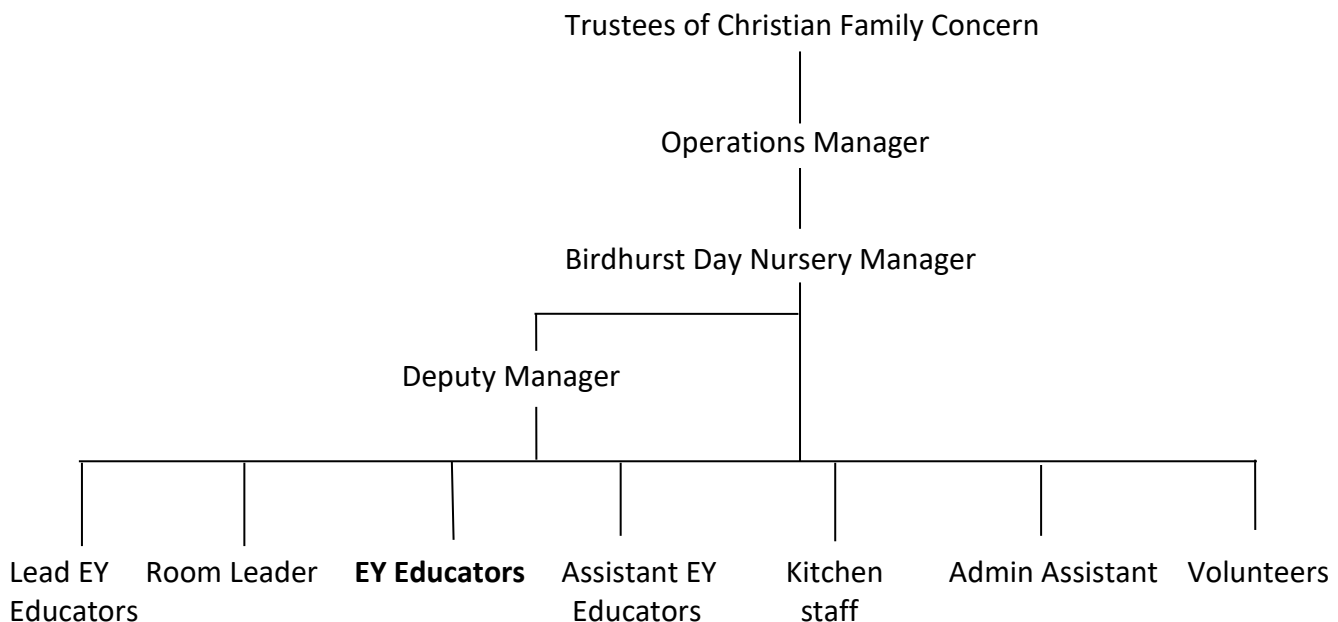 Trustees of Christian Family Concern
Operations Manager
Birdhurst Day Nursery Manager
Deputy Manager
Lead EY
Educators
Room Leader
EY Educators
Assistant EY
Educators
Kitchen
staff
Admin Assistant
Volunteers